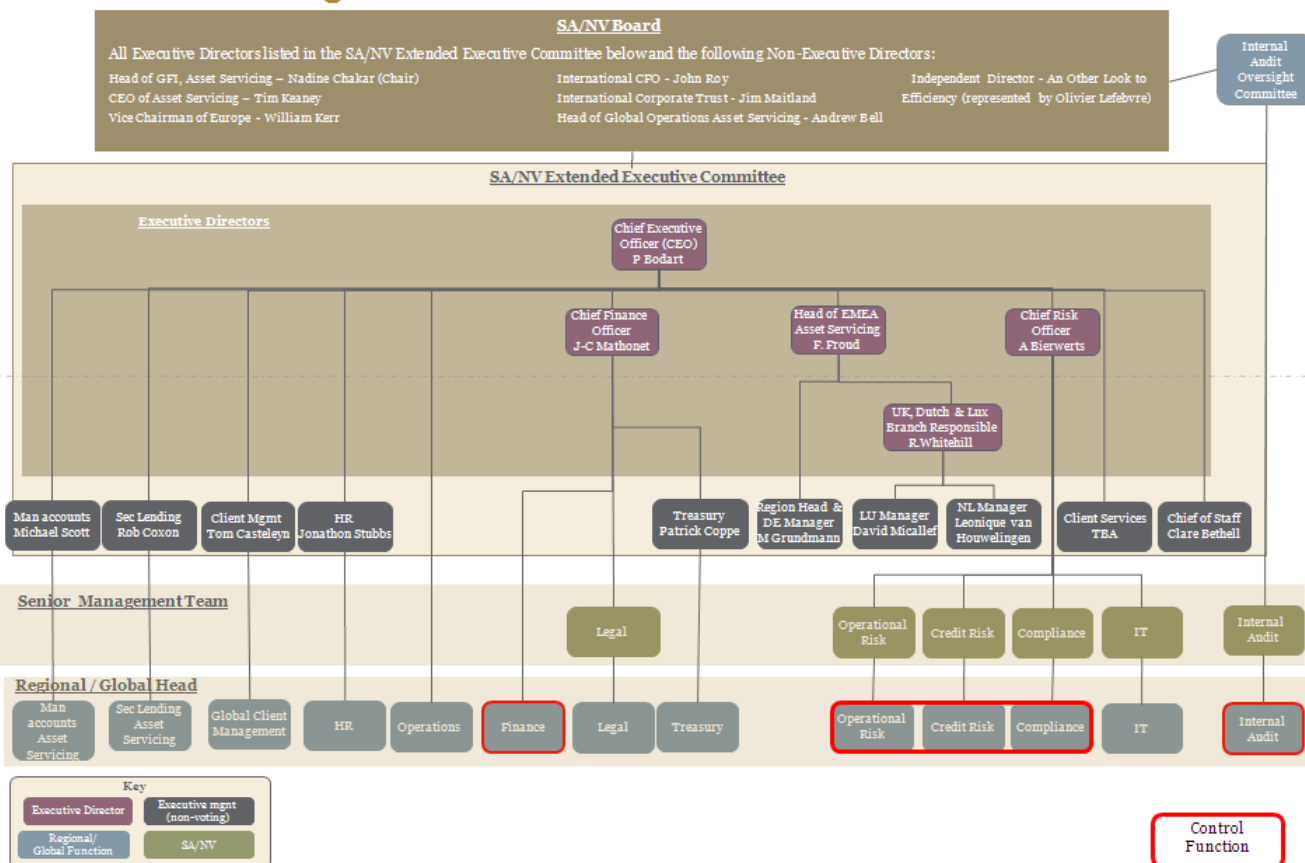 SA/NV Board
All Executive Directors listed in the SA/NV Extended Executive Committee below and the following Non-Executive Directors:
Head of GFI, Asset Servicing – Nadine Chakar (Chair)
CEO of Asset Servicing – Tim Keaney
Vice Chairman of Europe - William Kerr
International CFO - John Roy
International Corporate Trust - Jim Maitland
Head of Global Operations Asset Servicing - Andrew Bell
Independent Director - An Other Look to
Efficiency (represented by Olivier Lefebvre)
Internal
Audit
Oversight
Committee
SA/NV Extended Executive Committee
Executive Directors
Chief Executive
Officer (CEO)
P Bodart
Chief Finance
Officer
J-C Mathonet
Head of EMEA
Asset Servicing
F. Froud
Chief Risk
Officer
A Bierwerts
UK, Dutch & Lux
Branch Responsible
R.Whitehill
Man accounts
Michael Scott
Sec Lending
Rob Coxon
Client Mgmt
Tom Casteleyn
HR
Jonathon Stubbs
Treasury
Patrick Coppe
Region Head &
DE Manager
M Grundmann
LU Manager
David Micallef
NL Manager
Leonique van
Houwelingen
Client Services
TBA
Chief of Staff
Clare Bethell
Senior Management Team
Legal
Operational
Risk
Credit Risk
Compliance
IT
Internal
Audit
Regional / Global Head
Man
accounts
Asset
Servicing
Sec Lending
Asset
Servicing
Global Client
Management
HR
Operations
Finance
Legal
Treasury
Operational
Risk
Credit Risk
Compliance
IT
Internal
Audit
Key
Executive Director
Executive mgnt
(non-voting)
Regional/
Global Function
SA/NV
Control
Function